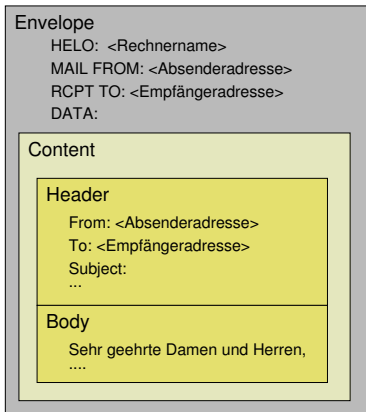 Envelope
HELO: <Rechnername>
MAIL FROM: <Absenderadresse>
RCPT TO: <Empfängeradresse>
DATA:
Content
Header
From: <Absenderadresse>
To: <Empfängeradresse>
Subject:
...
Body
Sehr geehrte Damen und Herren,
....